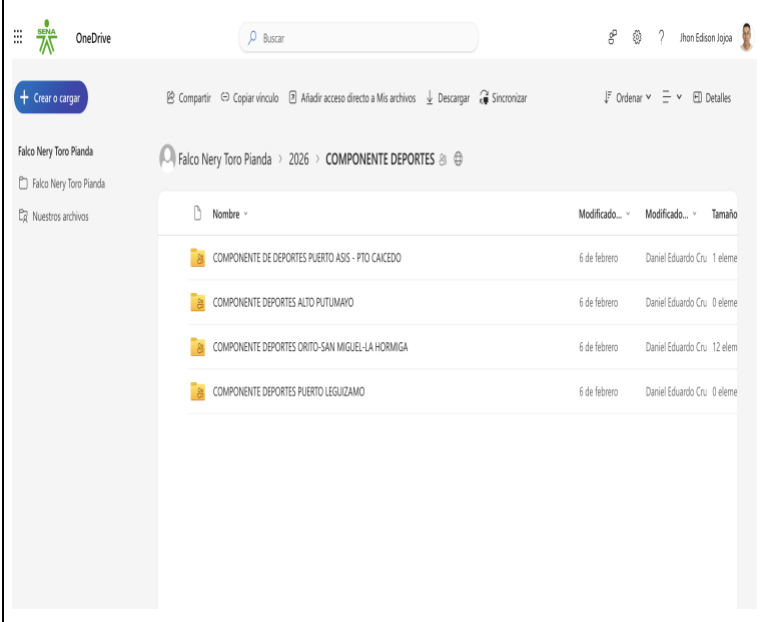 SENA OneDrive Buscar Jhon Edison Jojoa
Crear o cargar Compartir Copiar vínculo Añadir acceso directo a Mis archivos Descargar Sincronizar Ordenar Detalles
Falco Nery Toro Pianda
Falco Nery Toro Pianda > 2026 > COMPONENTE DEPORTES
Falco Nery Toro Pianda
Nuestros archivos
Nombre Modificado... Modificado... Tamaño
COMPONENTE DE DEPORTES PUERTO ASIS - PTO CAICEDO 6 de febrero Daniel Eduardo Cru 1 eleme
COMPONENTE DEPORTES ALTO PUTUMAYO 6 de febrero Daniel Eduardo Cru 0 eleme
COMPONENTE DEPORTES ORITO-SAN MIGUEL-LA HORMIGA 6 de febrero Daniel Eduardo Cru 12 elem
COMPONENTE DEPORTES PUERTO LEGUIZAMO 6 de febrero Daniel Eduardo Cru 0 eleme